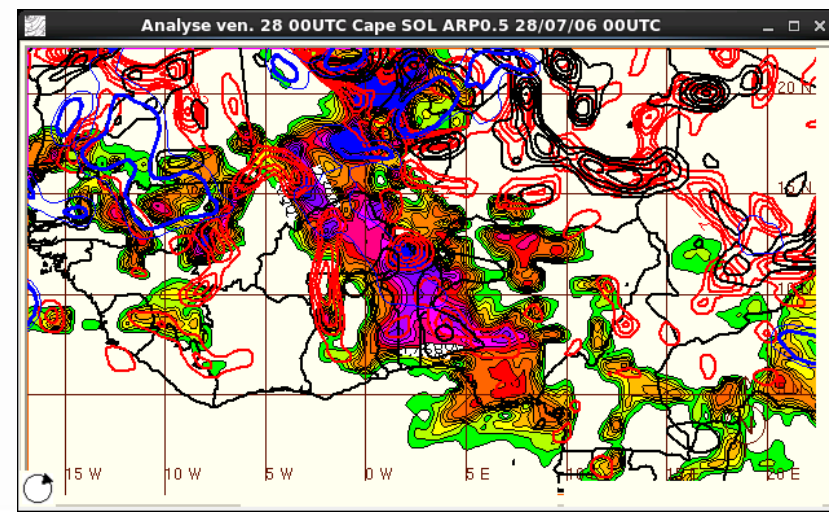 Analyse ven. 28 00UTC Cape SOL ARP0.5 28/07/06 00UTC
20 N
15 N
15 W
10 W
5 W
0 W
5 E
20 E